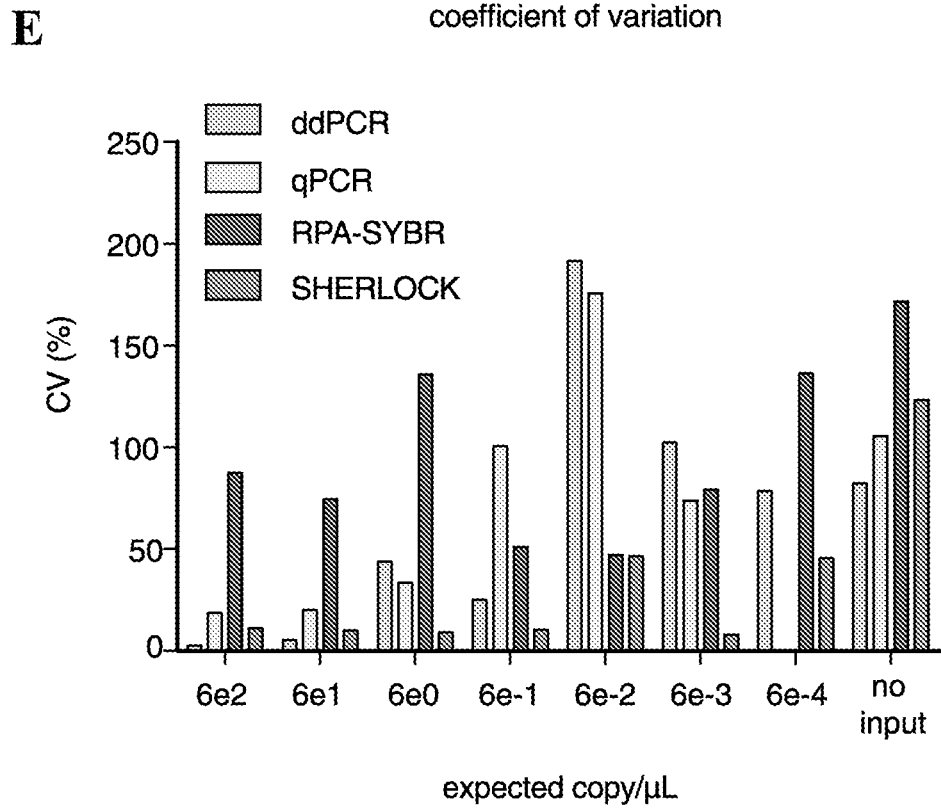 E
coefficient of variation
ddPCR
qPCR
RPA-SYBR
SHERLOCK
250
200
150
100
50
0
CV (%)
6e2 6e1 6e0 6e-1 6e-2 6e-3 6e-4 no input
expected copy/µL